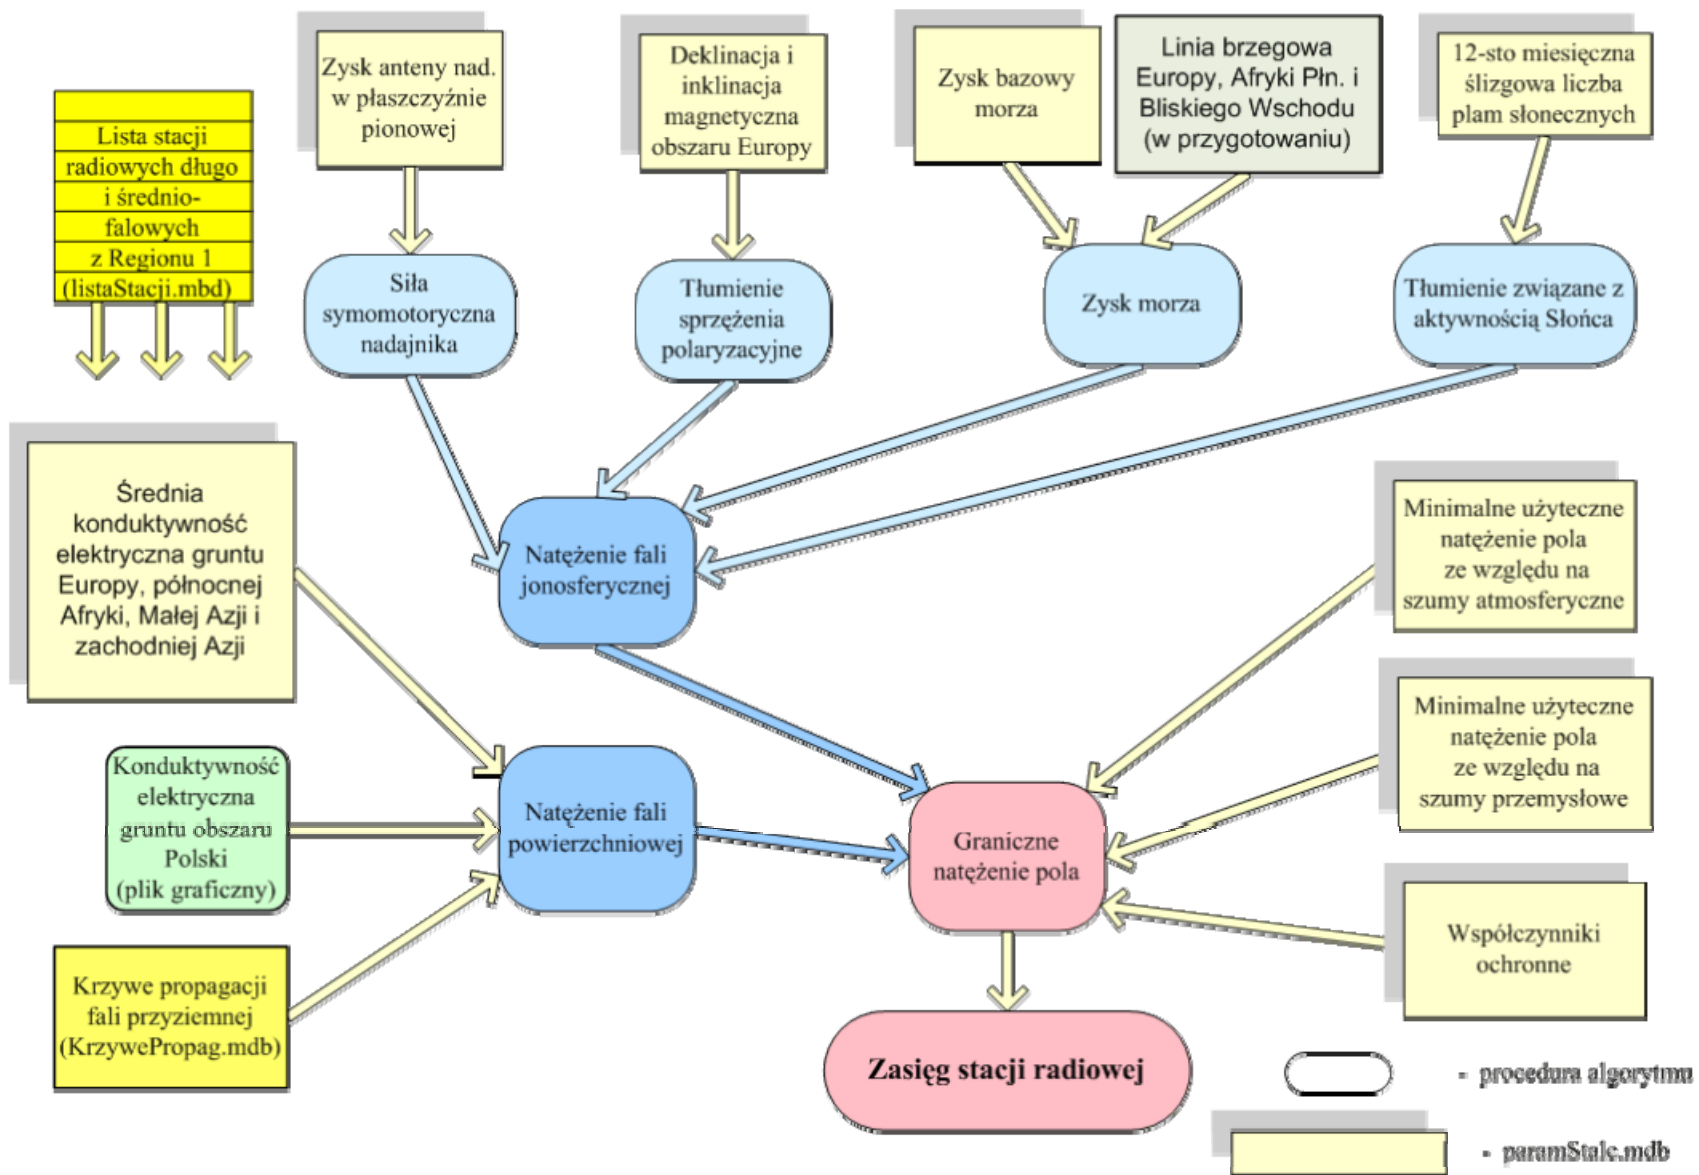 Zysk anteny nad.
w płaszczyźnie
pionowej
Deklinacja i
inklinacja
magnetyczna
obszaru Europy
Zysk bazowy
morza
Linia brzegowa
Europy, Afryki Płn. i
Bliskiego Wschodu
(w przygotowaniu)
12-sto miesięczna
ślizgowa liczba
plam słonecznych
Lista stacji
radiowych długo
i średnio-
falowych
z Regionu 1
(listaStacji.mbd)
Siła
symomotoryczna
nadajnika
Tłumienie
sprzężenia
polaryzacyjne
Zysk morza
Tłumienie związane z
aktywnością Słońca
Średnia
konduktywność
elektryczna gruntu
Europy, północnej
Afryki, Małej Azji i
zachodniej Azji
Natężenie fali
jonosferycznej
Minimalne użyteczne
natężenie pola
ze względu na
szumy atmosferyczne
Minimalne użyteczne
natężenie pola
ze względu na
szumy przemysłowe
Konduktywność
elektryczna
gruntu obszaru
Polski
(plik graficzny)
Natężenie fali
powierzchniowej
Graniczne
natężenie pola
Współczynniki
ochronne
Krzywe propagacji
fali przyziemnej
(KrzywePropag.mdb)
Zasięg stacji radiowej
- procedura algorytmu
- paramStale.mdb